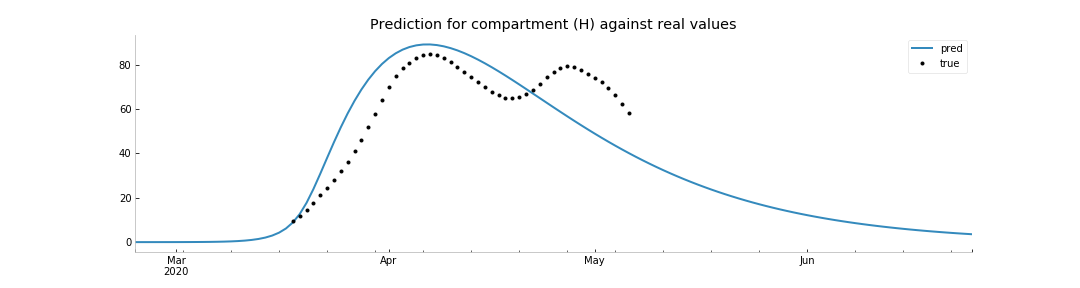 Prediction for compartment (H) against real values
pred
true
80
60
40
20
0
Mar
2020
Apr
May
Jun